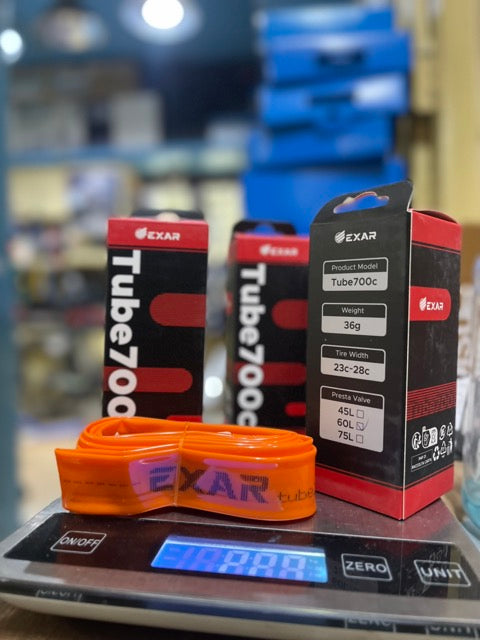 EXAR
Tube700c
EXAR
Tube700c
EXAR
Product Model
Tube700c
Weight
36g
Tire Width
23c-28c
Presta Valve
45L
60L
75L
EXAR
EXAR tube
ON/OFF
ZERO
UNIT